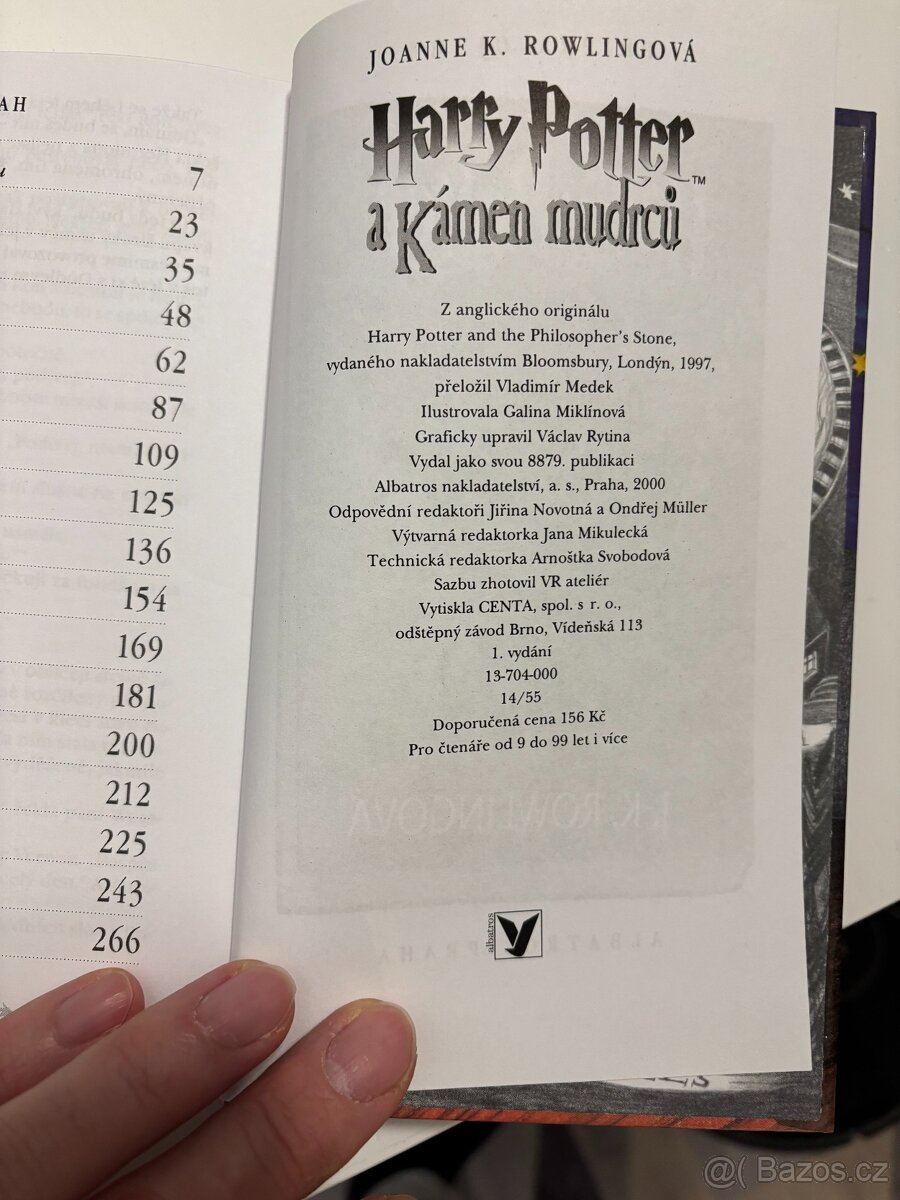 AH
7
23
35
48
62
87
109
125
136
154
169
181
200
212
225
243
266
JOANNE K. ROWLINGOVÁ
Harry Potter™
a Kámen mudrců
Z anglického originálu
Harry Potter and the Philosopher's Stone,
vydaného nakladatelstvím Bloomsbury, Londýn, 1997,
přeložil Vladimír Medek
Ilustrovala Galina Miklínová
Graficky upravil Václav Rytina
Vydal jako svou 8879. publikaci
Albatros nakladatelství, a. s., Praha, 2000
Odpovědní redaktoři Jiřina Novotná a Ondřej Müller
Výtvarná redaktorka Jana Mikulecká
Technická redaktorka Arnoštka Svobodová
Sazbu zhotovil VR ateliér
Vytiskla CENTA, spol. s r. o.,
odštěpný závod Brno, Vídeňská 113
1. vydání
13-704-000
14/55
Doporučená cena 156 Kč
Pro čtenáře od 9 do 99 let i více
albatros
@( Bazos.cz